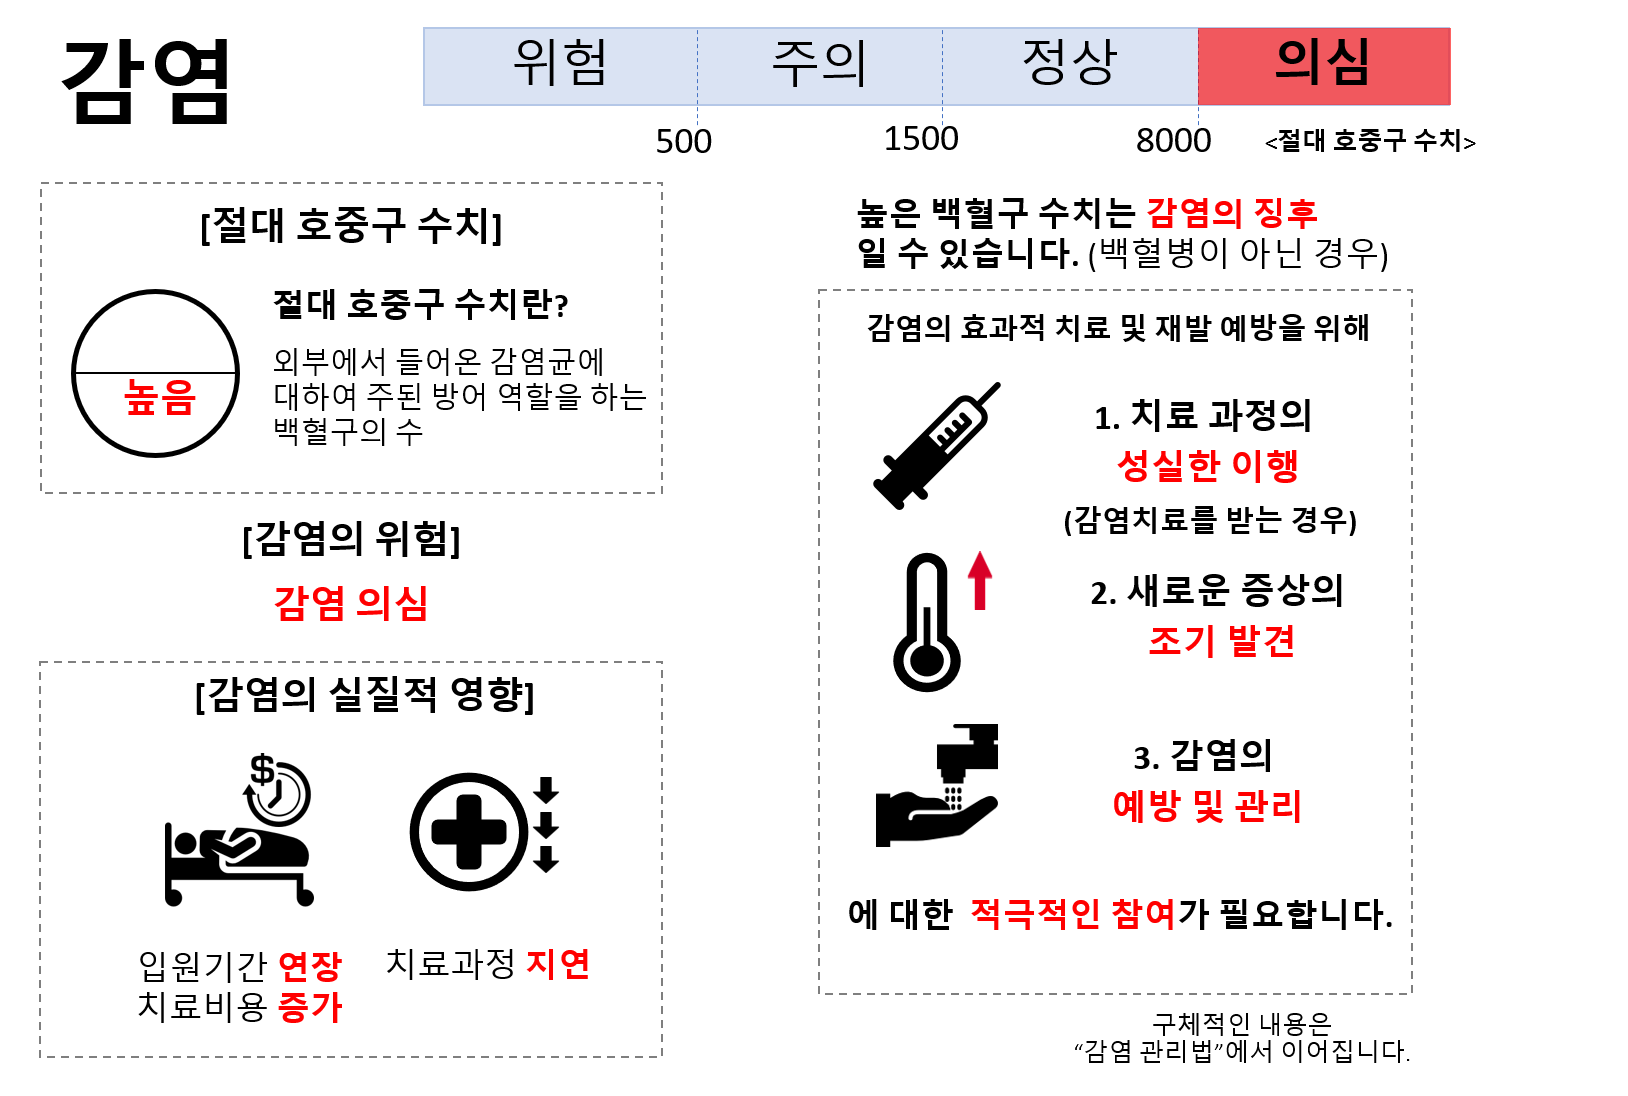 감염
위험 주의 정상 의심
500 1500 8000 <절대 호중구 수치>
[절대 호중구 수치]
높음
절대 호중구 수치란?
외부에서 들어온 감염균에
대하여 주된 방어 역할을 하는
백혈구의 수
[감염의 위험]
감염 의심
[감염의 실질적 영향]
$
입원기간 연장
치료비용 증가
치료과정 지연
높은 백혈구 수치는 감염의 징후
일 수 있습니다. (백혈병이 아닌 경우)
감염의 효과적 치료 및 재발 예방을 위해
1. 치료 과정의
성실한 이행
(감염치료를 받는 경우)
2. 새로운 증상의
조기 발견
3. 감염의
예방 및 관리
에 대한 적극적인 참여가 필요합니다.
구체적인 내용은
“감염 관리법”에서 이어집니다.